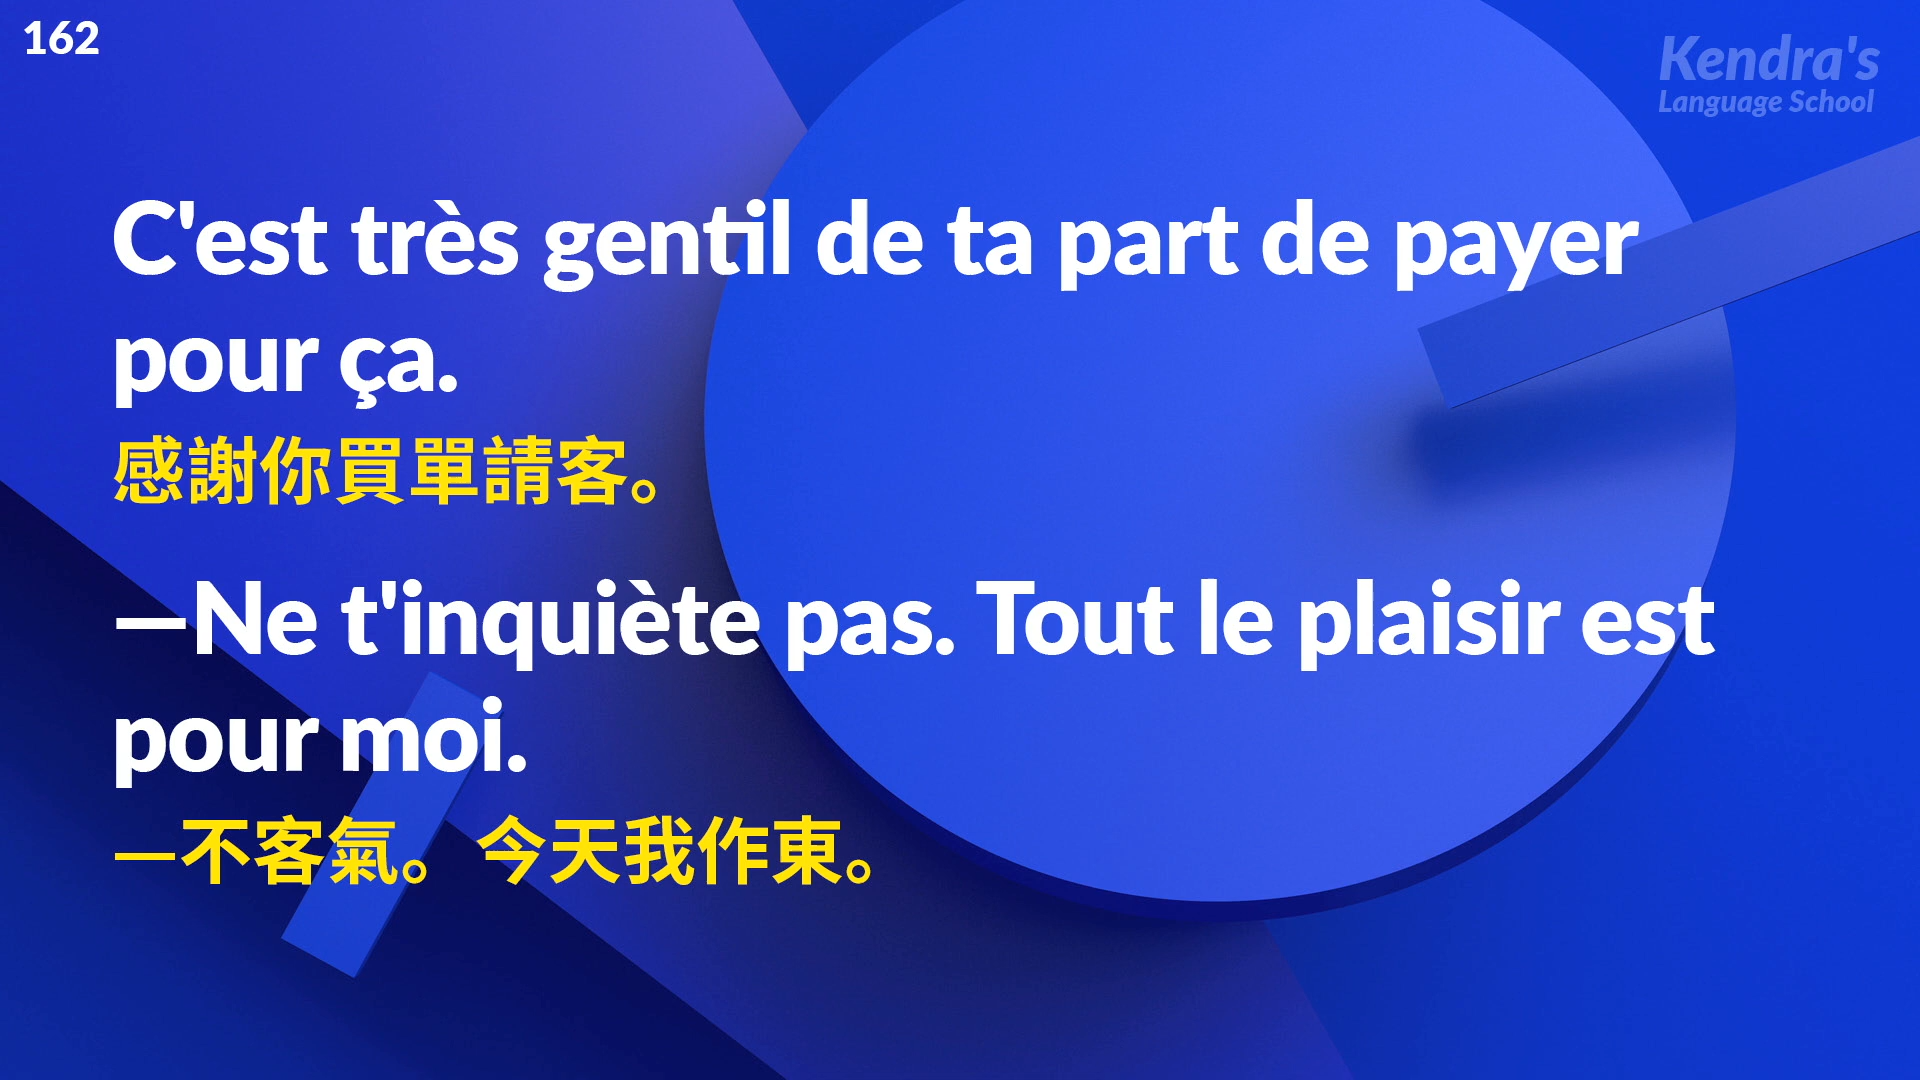 162
Kendra's
Language School
C'est très gentil de ta part de payer
pour ça.
感謝你買單請客。
—Ne t'inquiète pas. Tout le plaisir est
pour moi.
—不客氣。今天我作東。